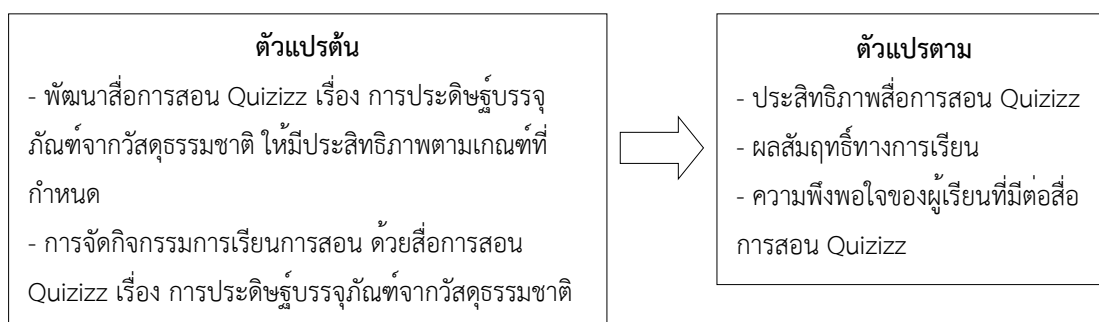 ตัวแปรต้น
- พัฒนาสื่อการสอน Quizizz เรื่อง การประดิษฐ์บรรจุ
ภัณฑ์จากวัสดุธรรมชาติ ให้มีประสิทธิภาพตามเกณฑ์ที่
กำหนด
- การจัดกิจกรรมการเรียนการสอน ด้วยสื่อการสอน
Quizizz เรื่อง การประดิษฐ์บรรจุภัณฑ์จากวัสดุธรรมชาติ
ตัวแปรตาม
- ประสิทธิภาพสื่อการสอน Quizizz
- ผลสัมฤทธิ์ทางการเรียน
- ความพึงพอใจของผู้เรียนที่มีต่อสื่อ
การสอน Quizizz